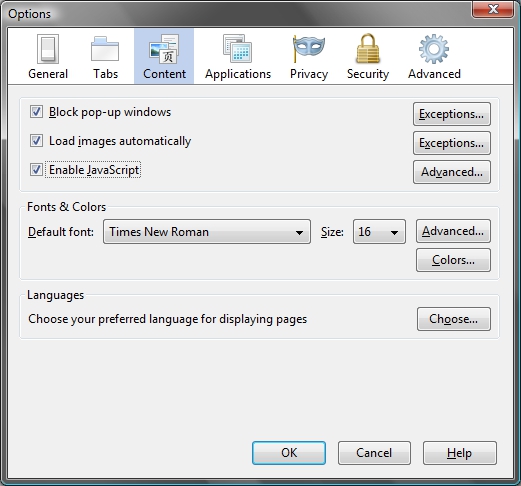 Options
General Tabs Content Applications Privacy Security Advanced
Block pop-up windows Exceptions...
Load images automatically Exceptions...
Enable JavaScript Advanced...
Fonts & Colors
Default font: Times New Roman Size: 16 Advanced...
Colors...
Languages
Choose your preferred language for displaying pages Choose...
OK Cancel Help